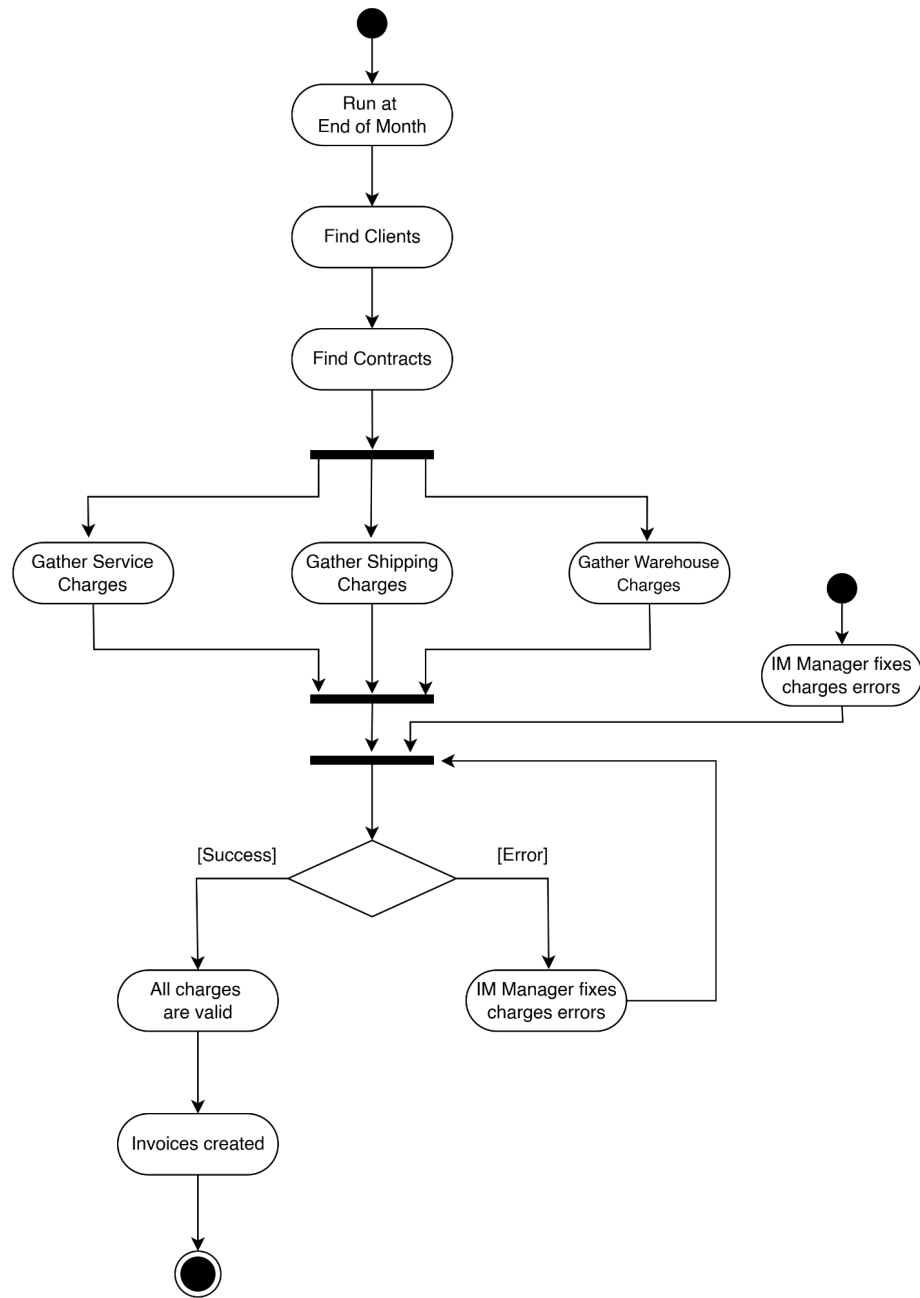 Run at
End of Month
Find Clients
Find Contracts
Gather Service
Charges
Gather Shipping
Charges
Gather Warehouse
Charges
IM Manager fixes
charges errors
[Success]
[Error]
All charges
are valid
IM Manager fixes
charges errors
Invoices created